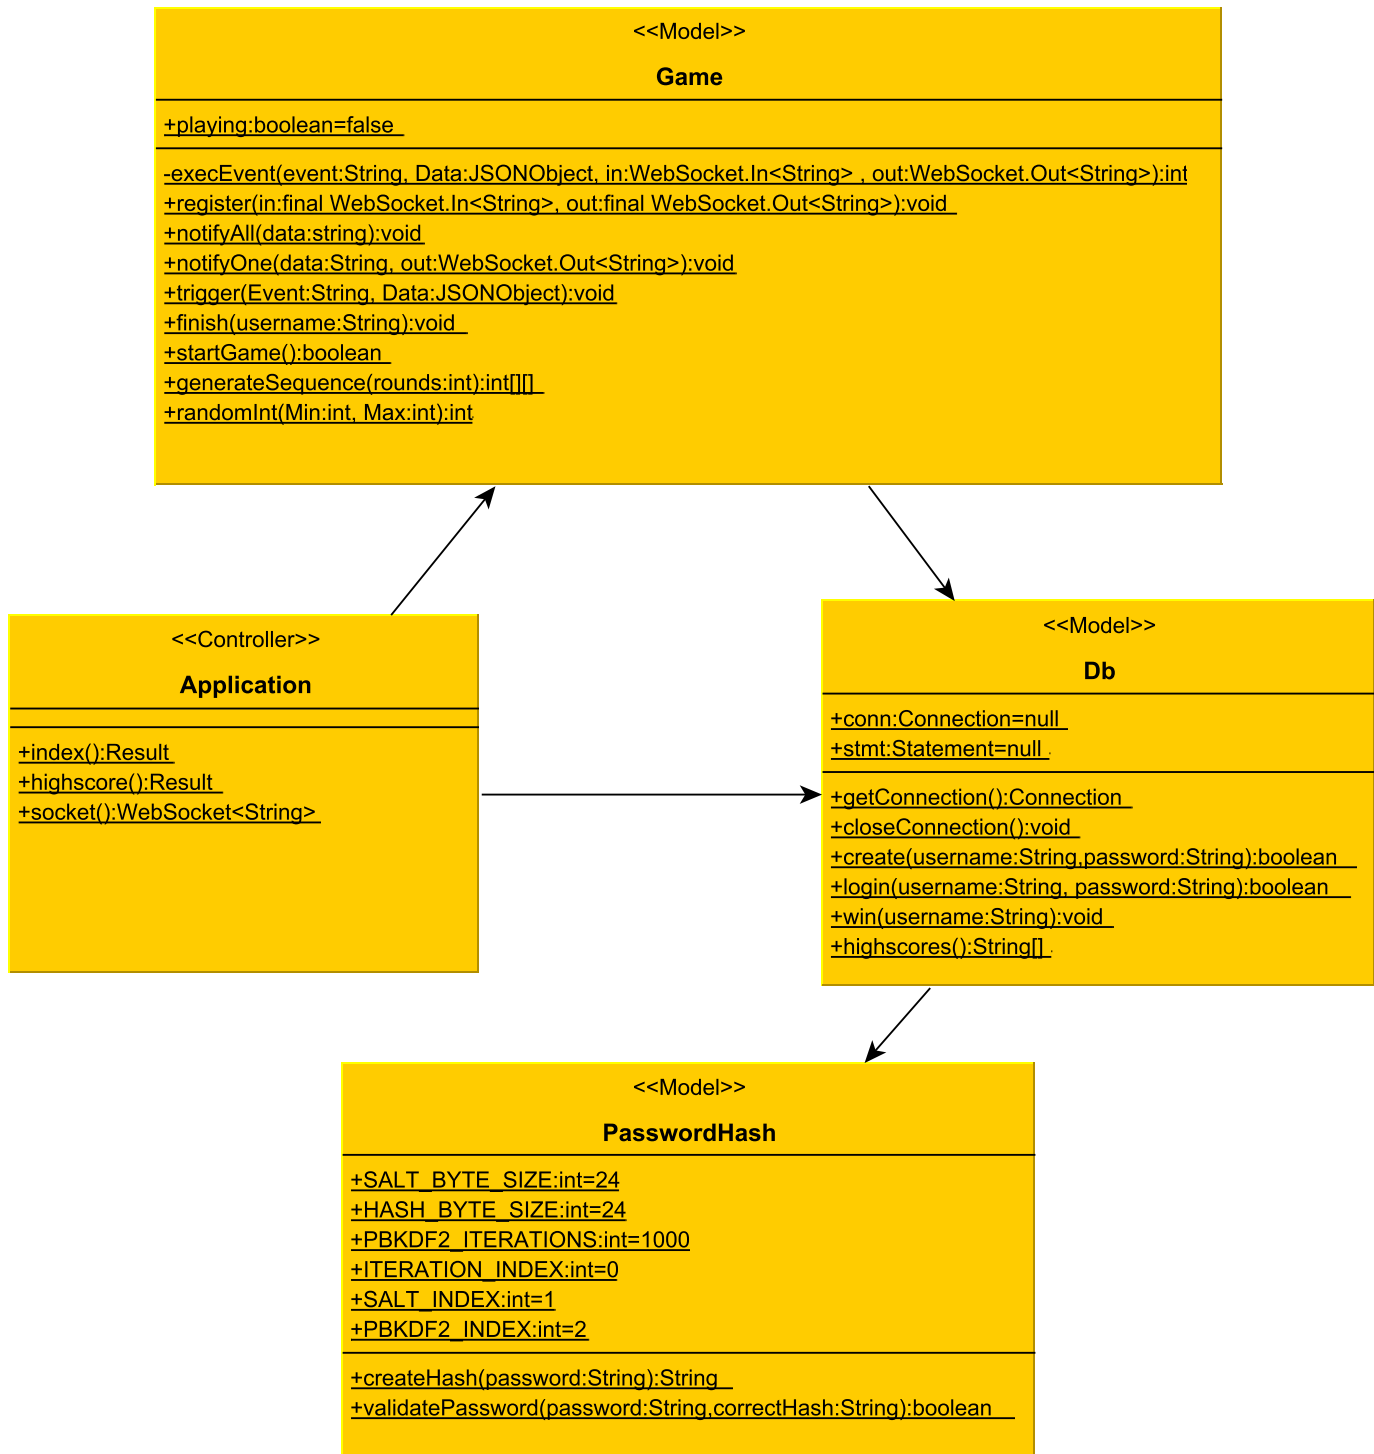 <<Model>>
Game
+playing:boolean=false
-execEvent(event:String, Data:JSONObject, in:WebSocket.In<String> , out:WebSocket.Out<String>):int
+register(in:final WebSocket.In<String>, out:final WebSocket.Out<String>):void
+notifyAll(data:string):void
+notifyOne(data:String, out:WebSocket.Out<String>):void
+trigger(Event:String, Data:JSONObject):void
+finish(username:String):void
+startGame():boolean
+generateSequence(rounds:int):int[][]
+randomInt(Min:int, Max:int):int
<<Controller>>
Application
+index():Result
+highscore():Result
+socket():WebSocket<String>
<<Model>>
Db
+conn:Connection=null
+stmt:Statement=null
+getConnection():Connection
+closeConnection():void
+create(username:String,password:String):boolean
+login(username:String, password:String):boolean
+win(username:String):void
+highscores():String[]
<<Model>>
PasswordHash
+SALT_BYTE_SIZE:int=24
+HASH_BYTE_SIZE:int=24
+PBKDF2_ITERATIONS:int=1000
+ITERATION_INDEX:int=0
+SALT_INDEX:int=1
+PBKDF2_INDEX:int=2
+createHash(password:String):String
+validatePassword(password:String,correctHash:String):boolean